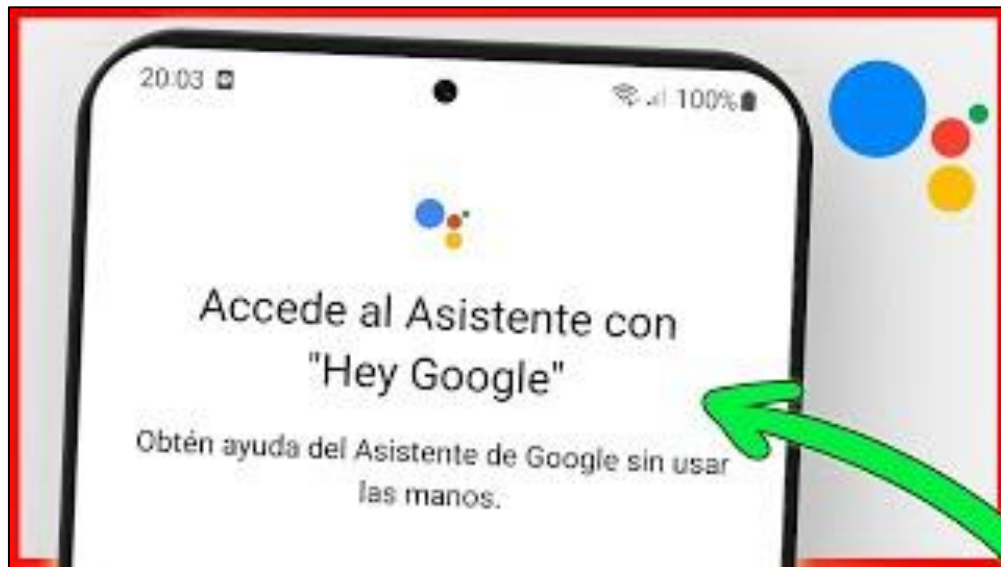 20:03
100%
Accede al Asistente con
"Hey Google"
Obtén ayuda del Asistente de Google sin usar
las manos.